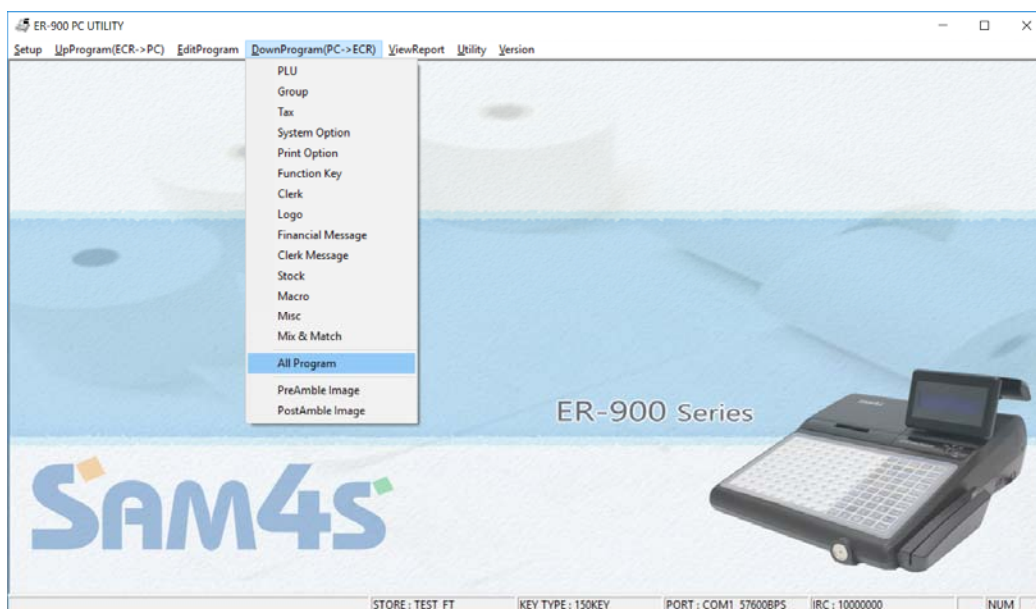 ER-900 PC UTILITY
Setup UpProgram(ECR->PC) EditProgram DownProgram(PC->ECR) ViewReport Utility Version
PLU
Group
Tax
System Option
Print Option
Function Key
Clerk
Logo
Financial Message
Clerk Message
Stock
Macro
Misc
Mix & Match
All Program
PreAmble Image
PostAmble Image
ER-900 Series
SAM4S
STORE : TEST FT KEY TYPE : 150KEY PORT : COM1 57600BPS IRC : 10000000 NUM